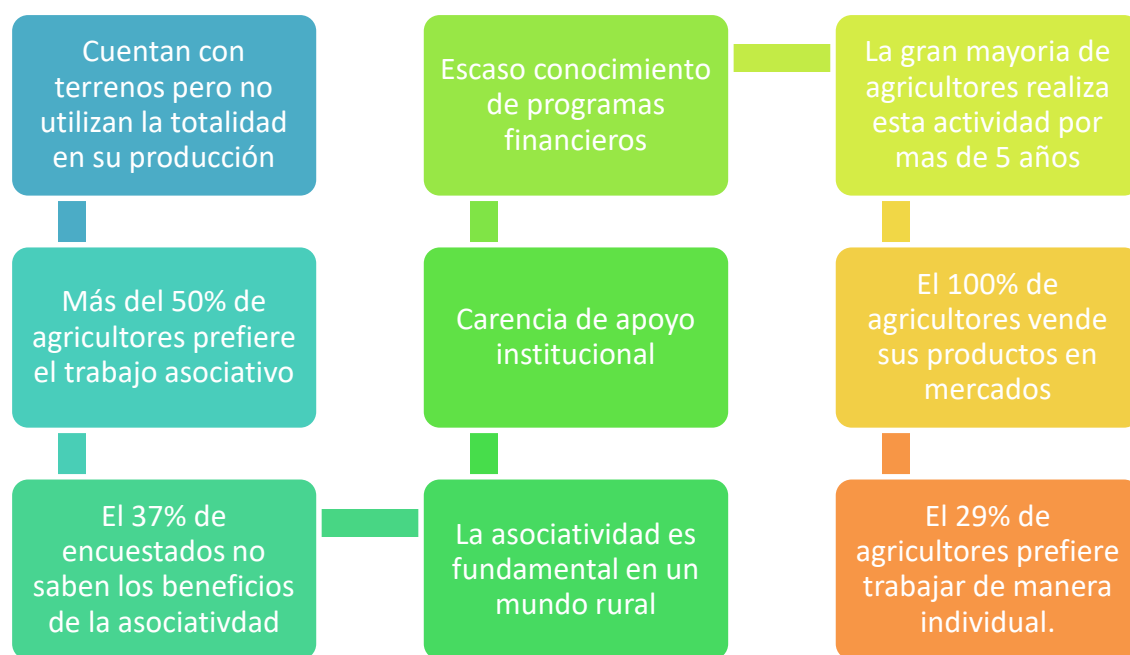 Cuentan con
terrenos pero no
utilizan la totalidad
en su producción
Más del 50% de
agricultores prefiere
el trabajo asociativo
El 37% de
encuestados no
saben los beneficios
de la asociativdad
La asociatividad es
fundamental en un
mundo rural
Carencia de apoyo
institucional
Escaso conocimiento
de programas
financieros
La gran mayoria de
agricultores realiza
esta actividad por
mas de 5 años
El 100% de
agricultores vende
sus productos en
mercados
El 29% de
agricultores prefiere
trabajar de manera
individual.